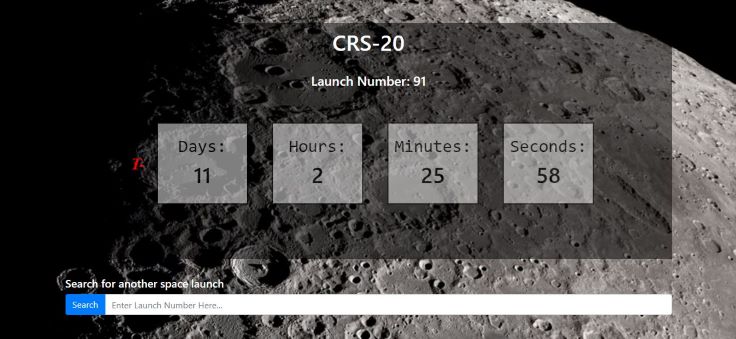 CRS-20
Launch Number: 91
Days: Hours: Minutes: Seconds:
T-
11 2 25 58
Search for another space launch
Search Enter Launch Number Here...